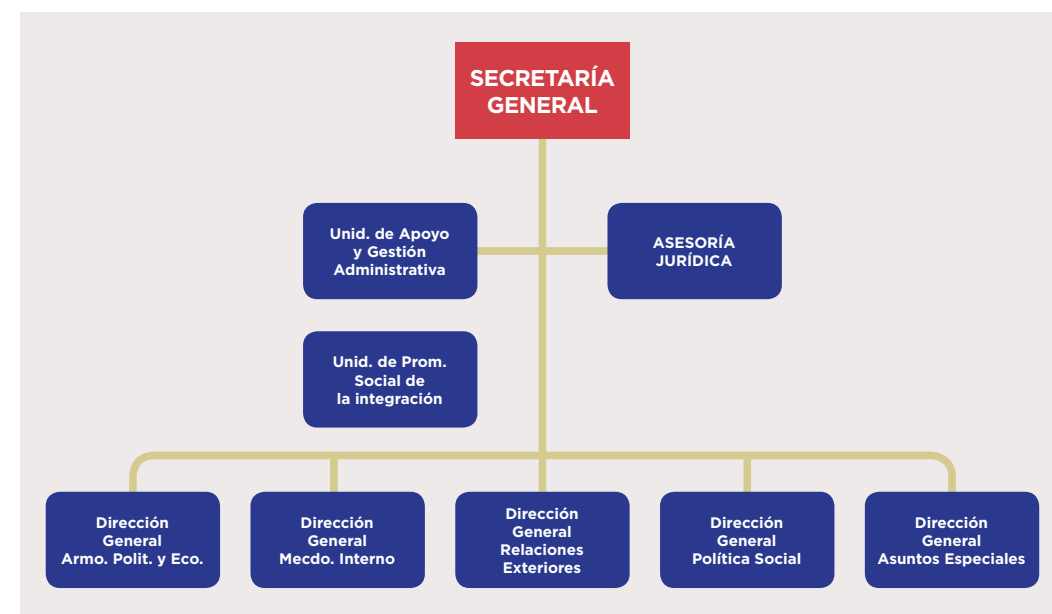 SECRETARÍA
GENERAL
Unid. de Apoyo
y Gestión
Administrativa
ASESORÍA
JURÍDICA
Unid. de Prom.
Social de
la integración
Dirección
General
Armo. Polit. y Eco.
Dirección
General
Mecdo. Interno
Dirección
General
Relaciones
Exteriores
Dirección
General
Política Social
Dirección
General
Asuntos Especiales